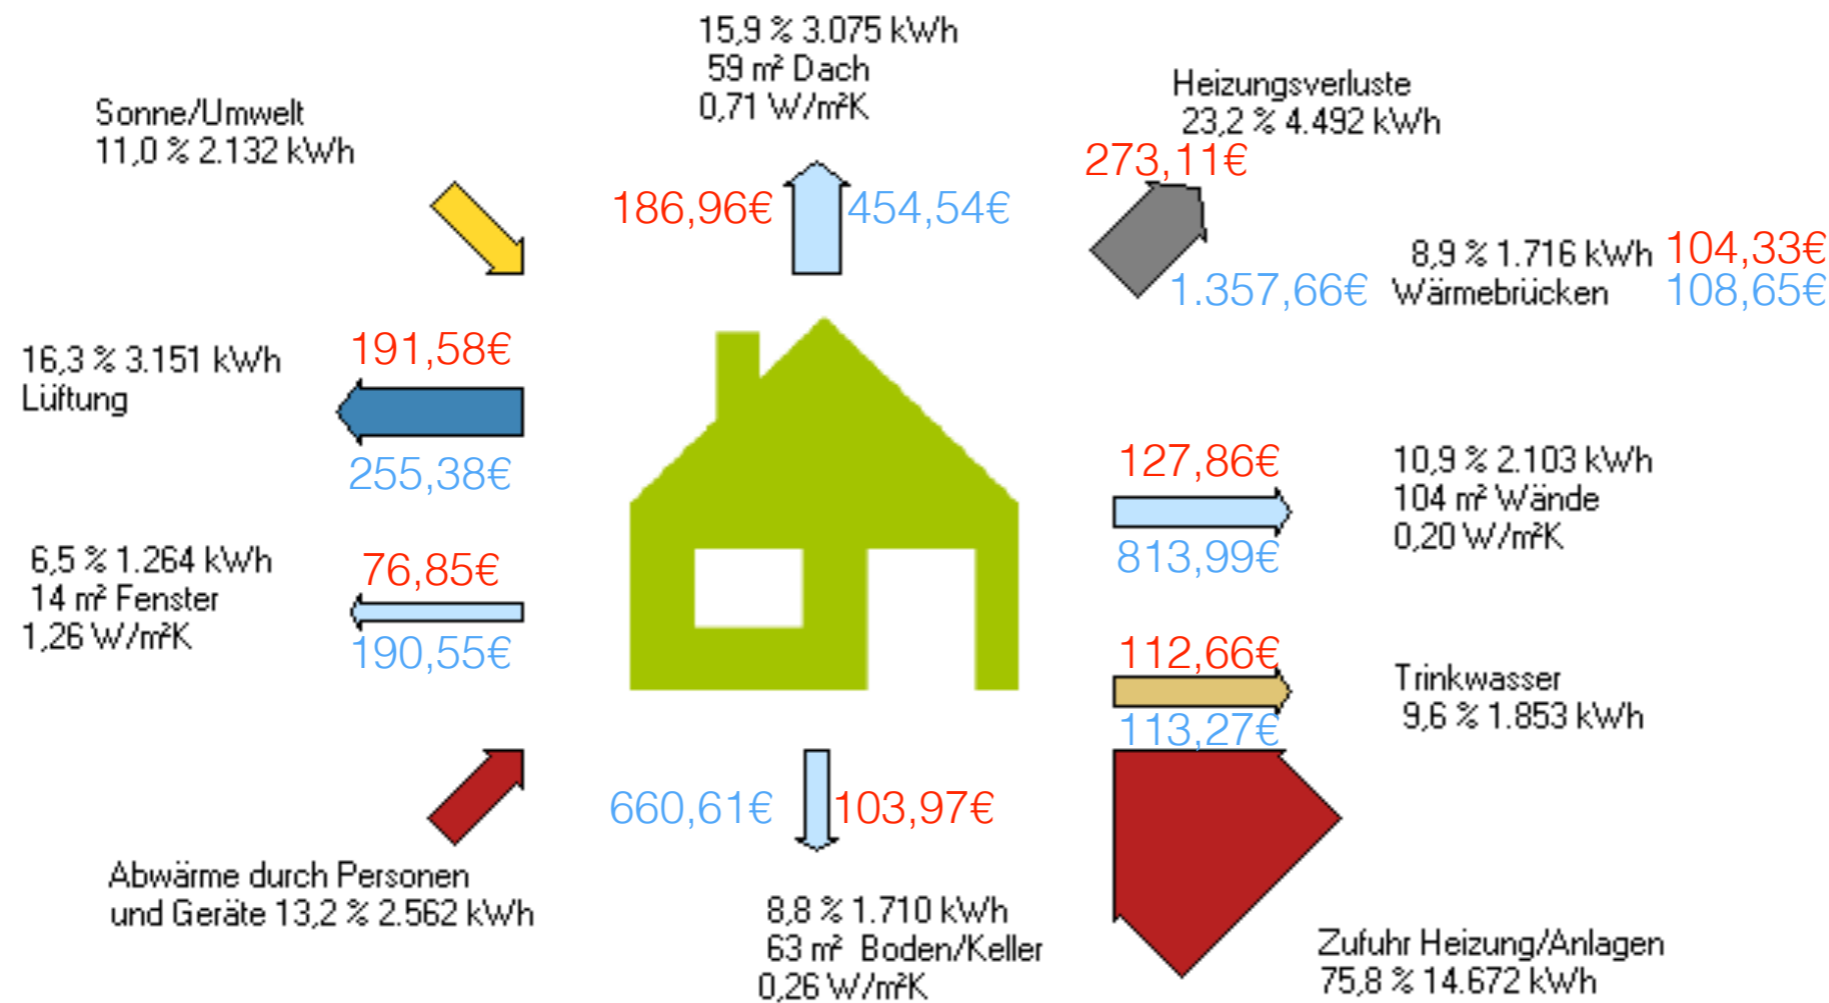 15,9 % 3.075 kWh
59 m² Dach
0,71 W/m²K
Sonne/Umwelt
11,0 % 2.132 kWh
Heizungsverluste
23,2 % 4.492 kWh
273,11€
186,96€
454,54€
1.357,66€
8,9 % 1.716 kWh
Wärmebrücken
104,33€
108,65€
16,3 % 3.151 kWh
Lüftung
191,58€
255,38€
127,86€
813,99€
10,9 % 2.103 kWh
104 m² Wände
0,20 W/m²K
6,5 % 1.264 kWh
14 m² Fenster
1,26 W/m²K
76,85€
190,55€
112,66€
113,27€
Trinkwasser
9,6 % 1.853 kWh
660,61€
103,97€
Abwärme durch Personen
und Geräte 13,2 % 2.562 kWh
8,8 % 1.710 kWh
63 m² Boden/Keller
0,26 W/m²K
Zufuhr Heizung/Anlagen
75,8 % 14.672 kWh